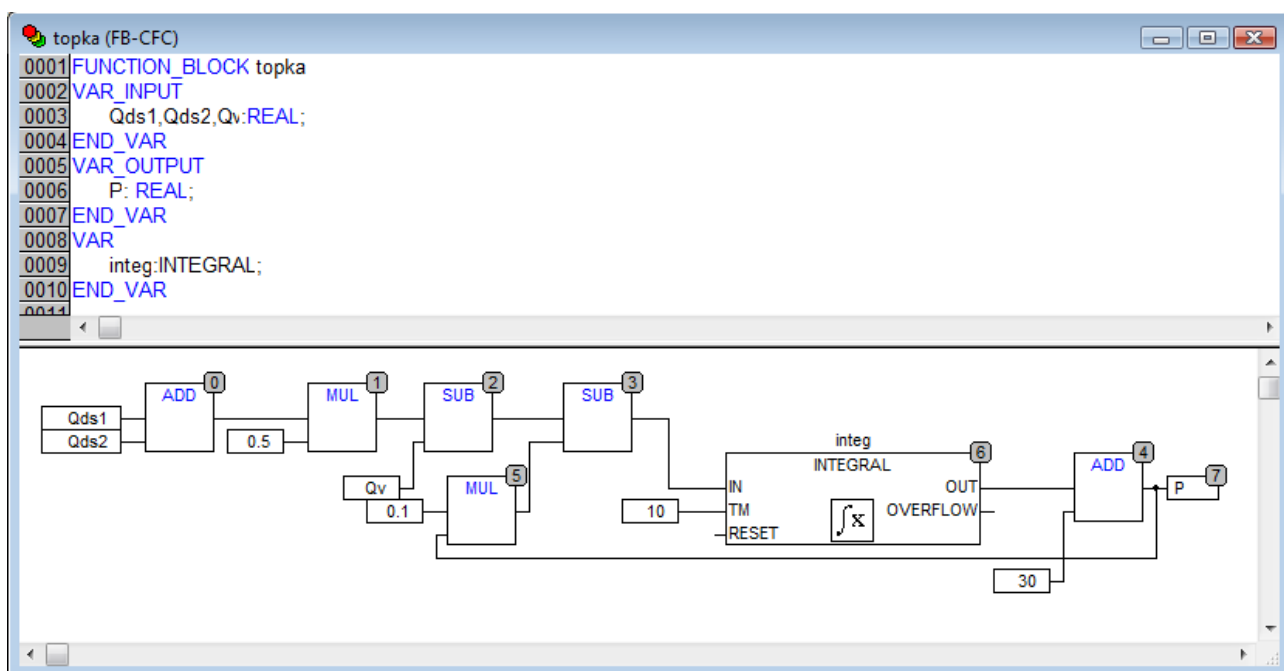 topka (FB-CFC)
0001 FUNCTION_BLOCK topka
0002 VAR_INPUT
0003 Qds1,Qds2,Qv:REAL;
0004 END_VAR
0005 VAR_OUTPUT
0006 P: REAL;
0007 END_VAR
0008 VAR
0009 integ:INTEGRAL;
0010 END_VAR
0011
ADD 0 MUL 1 SUB 2 SUB 3
Qds1
Qds2 0.5
integ
INTEGRAL 6 ADD 4
Qv MUL 5 IN OUT P 7
0.1 10 TM ∫x OVERFLOW
RESET
30